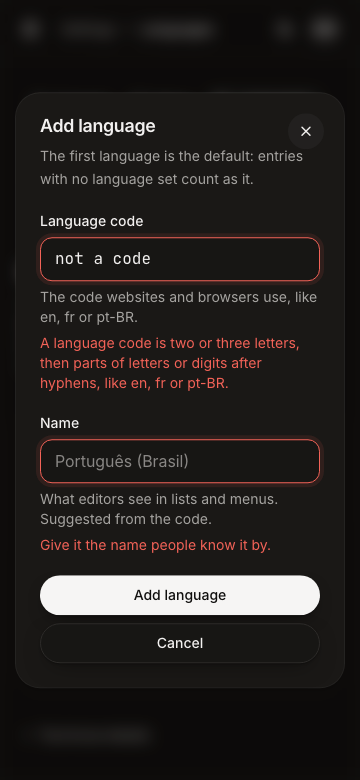 Add language
The first language is the default: entries
with no language set count as it.
Language code
not a code
The code websites and browsers use, like
en, fr or pt-BR.
A language code is two or three letters,
then parts of letters or digits after
hyphens, like en, fr or pt-BR.
Name
Português (Brasil)
What editors see in lists and menus.
Suggested from the code.
Give it the name people know it by.
Add language
Cancel